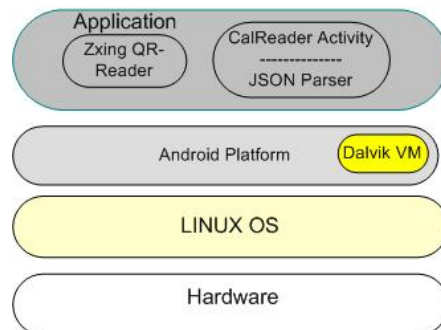 Application
Zxing QR-
Reader
CalReader Activity
--------------
JSON Parser
Android Platform
Dalvik VM
LINUX OS
Hardware